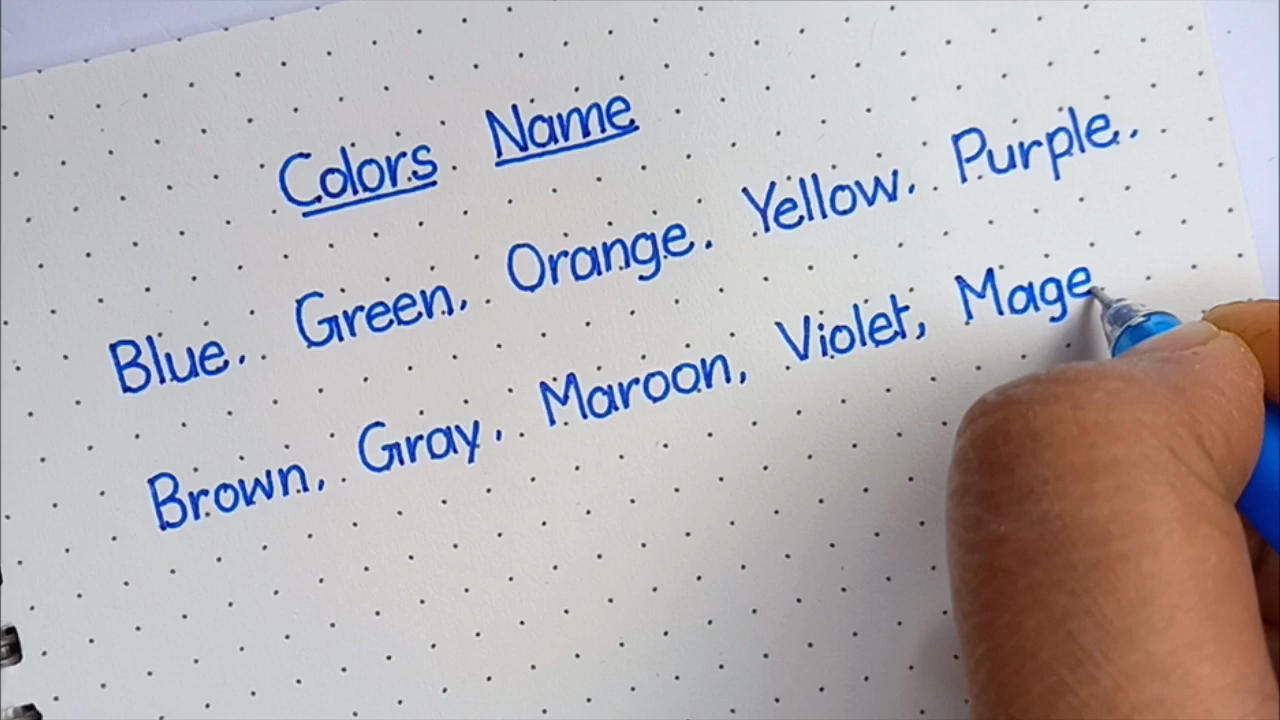 Colors Name
Blue. Green. Orange. Yellow. Purple.
Brown, Gray, Maroon, Violet, Mage